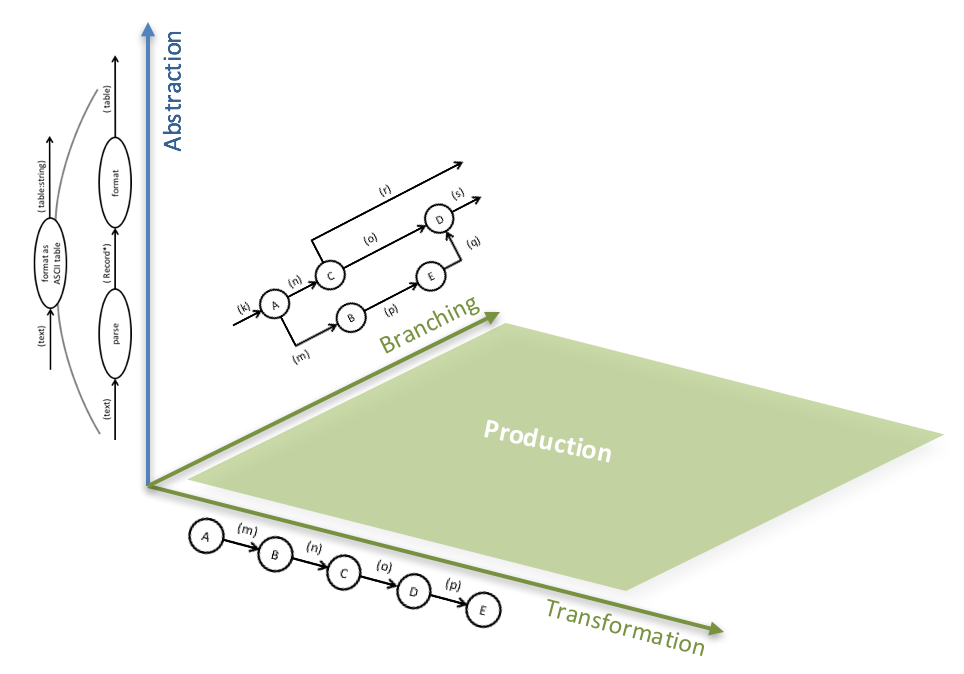 Abstraction
(table)
format
(Record*)
parse
(text)
(table:string)
format as
ASCII table
(text)
(k)
A
(n)
C
(r)
(o)
D
(s)
(q)
E
(p)
B
(m)
Branching
Production
A
(m)
B
(n)
C
(o)
D
(p)
E
Transformation